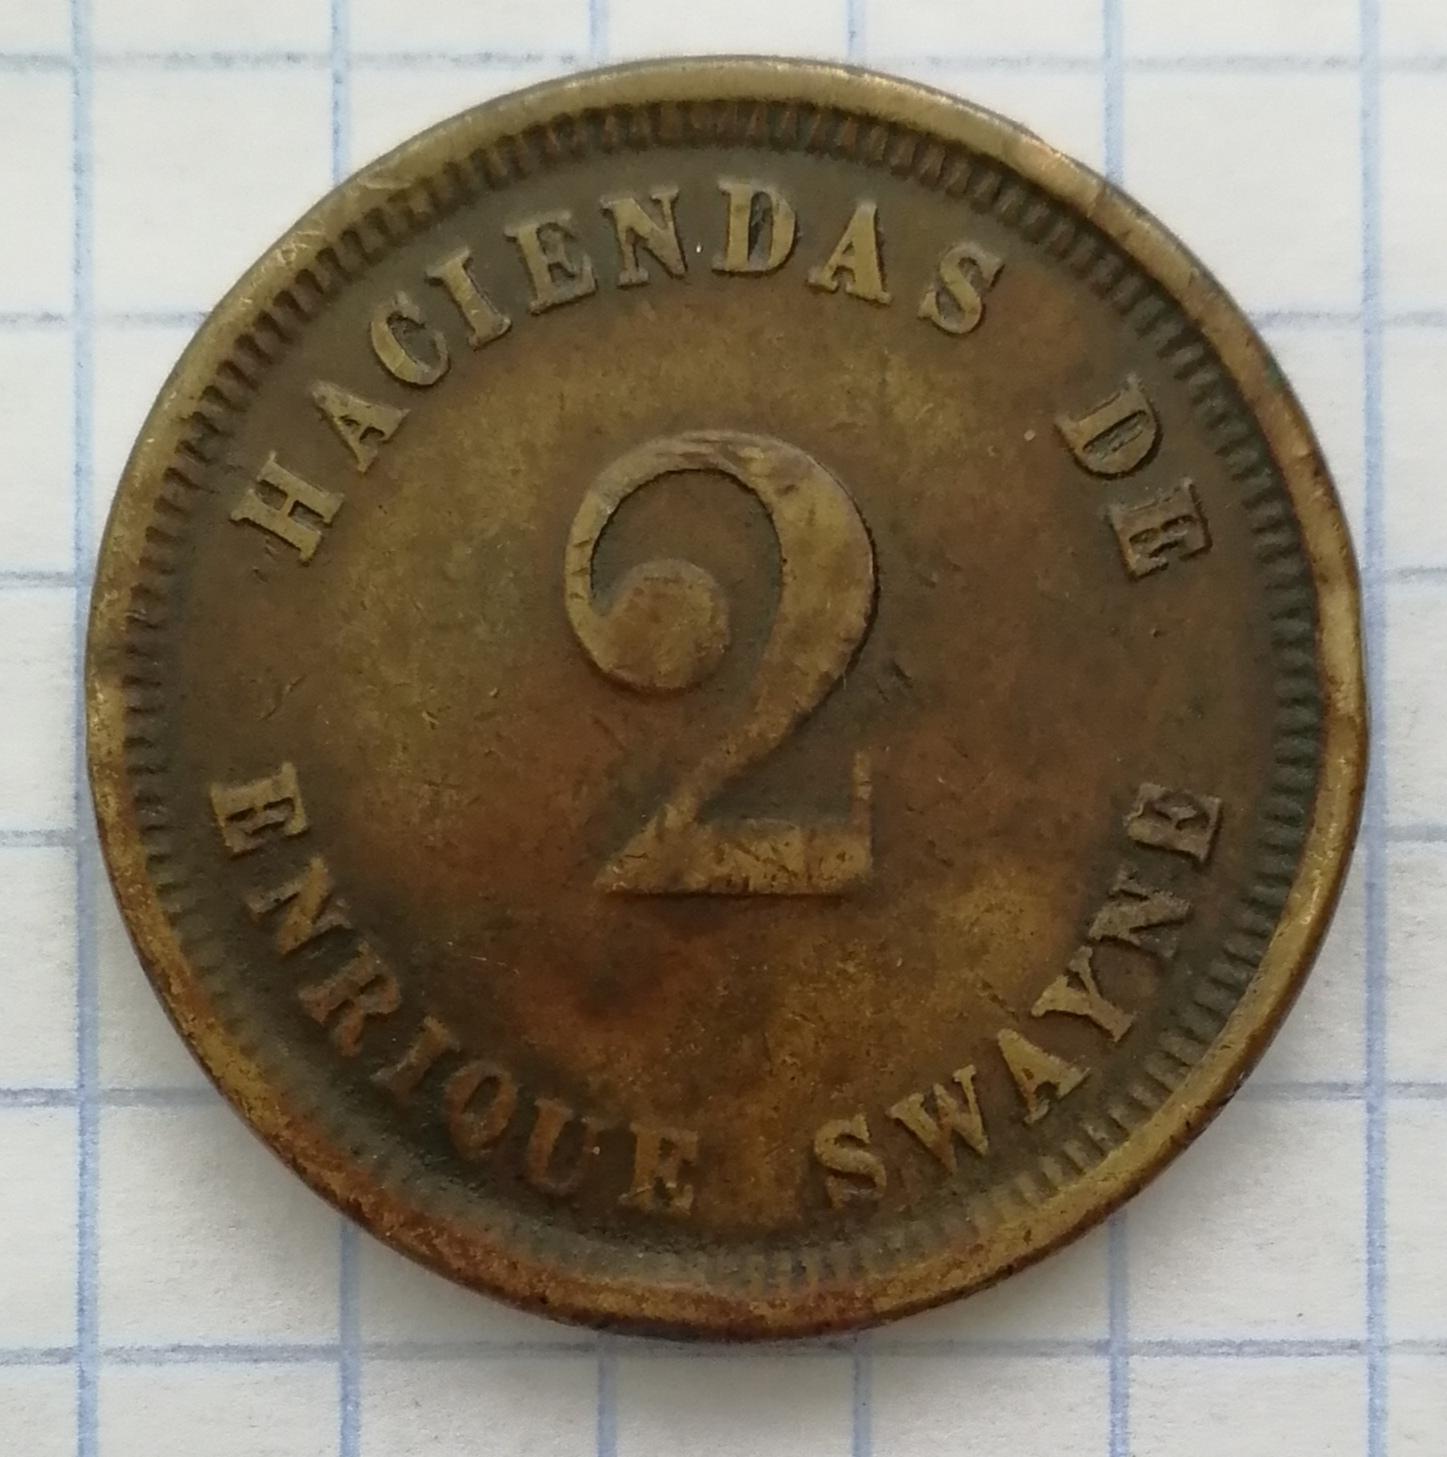 HACIENDAS DE
2
ENRIQUE SWAYNE